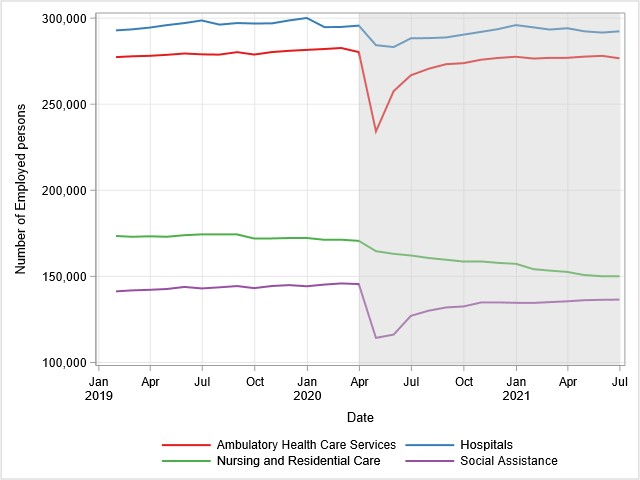 Number of Employed persons
300,000
250,000
200,000
150,000
100,000
Jan Apr Jul Oct Jan Apr Jul Oct Jan Apr Jul
2019 2020 2021
Date
Ambulatory Health Care Services Hospitals
Nursing and Residential Care Social Assistance